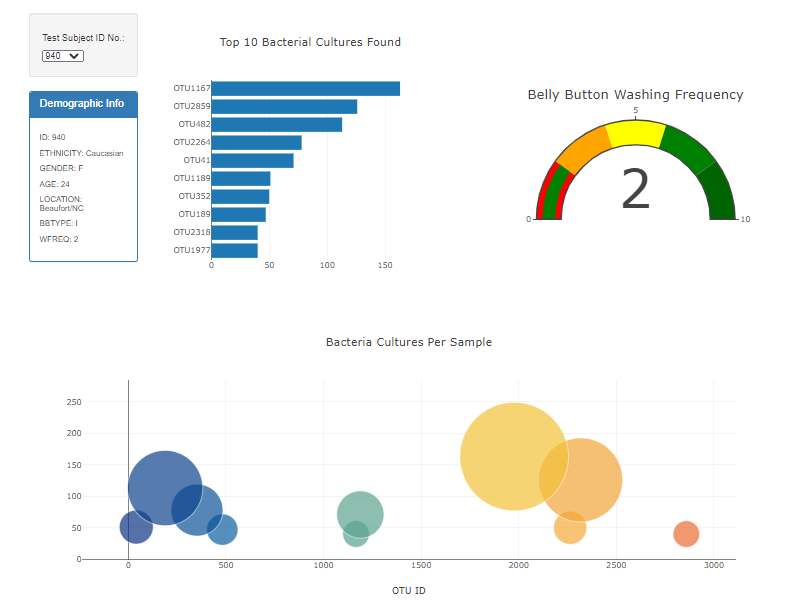 Test Subject ID No.:
940
Demographic Info
ID: 940
ETHNICITY: Caucasian
GENDER: F
AGE: 24
LOCATION:
Beaufort/NC
BBTYPE: I
WFREQ: 2
Top 10 Bacterial Cultures Found
OTU1167
OTU2859
OTU482
OTU2264
OTU41
OTU1189
OTU352
OTU189
OTU2318
OTU1977
0 50 100 150
Belly Button Washing Frequency
5
2
0 10
Bacteria Cultures Per Sample
250
200
150
100
50
0
0 500 1000 1500 2000 2500 3000
OTU ID